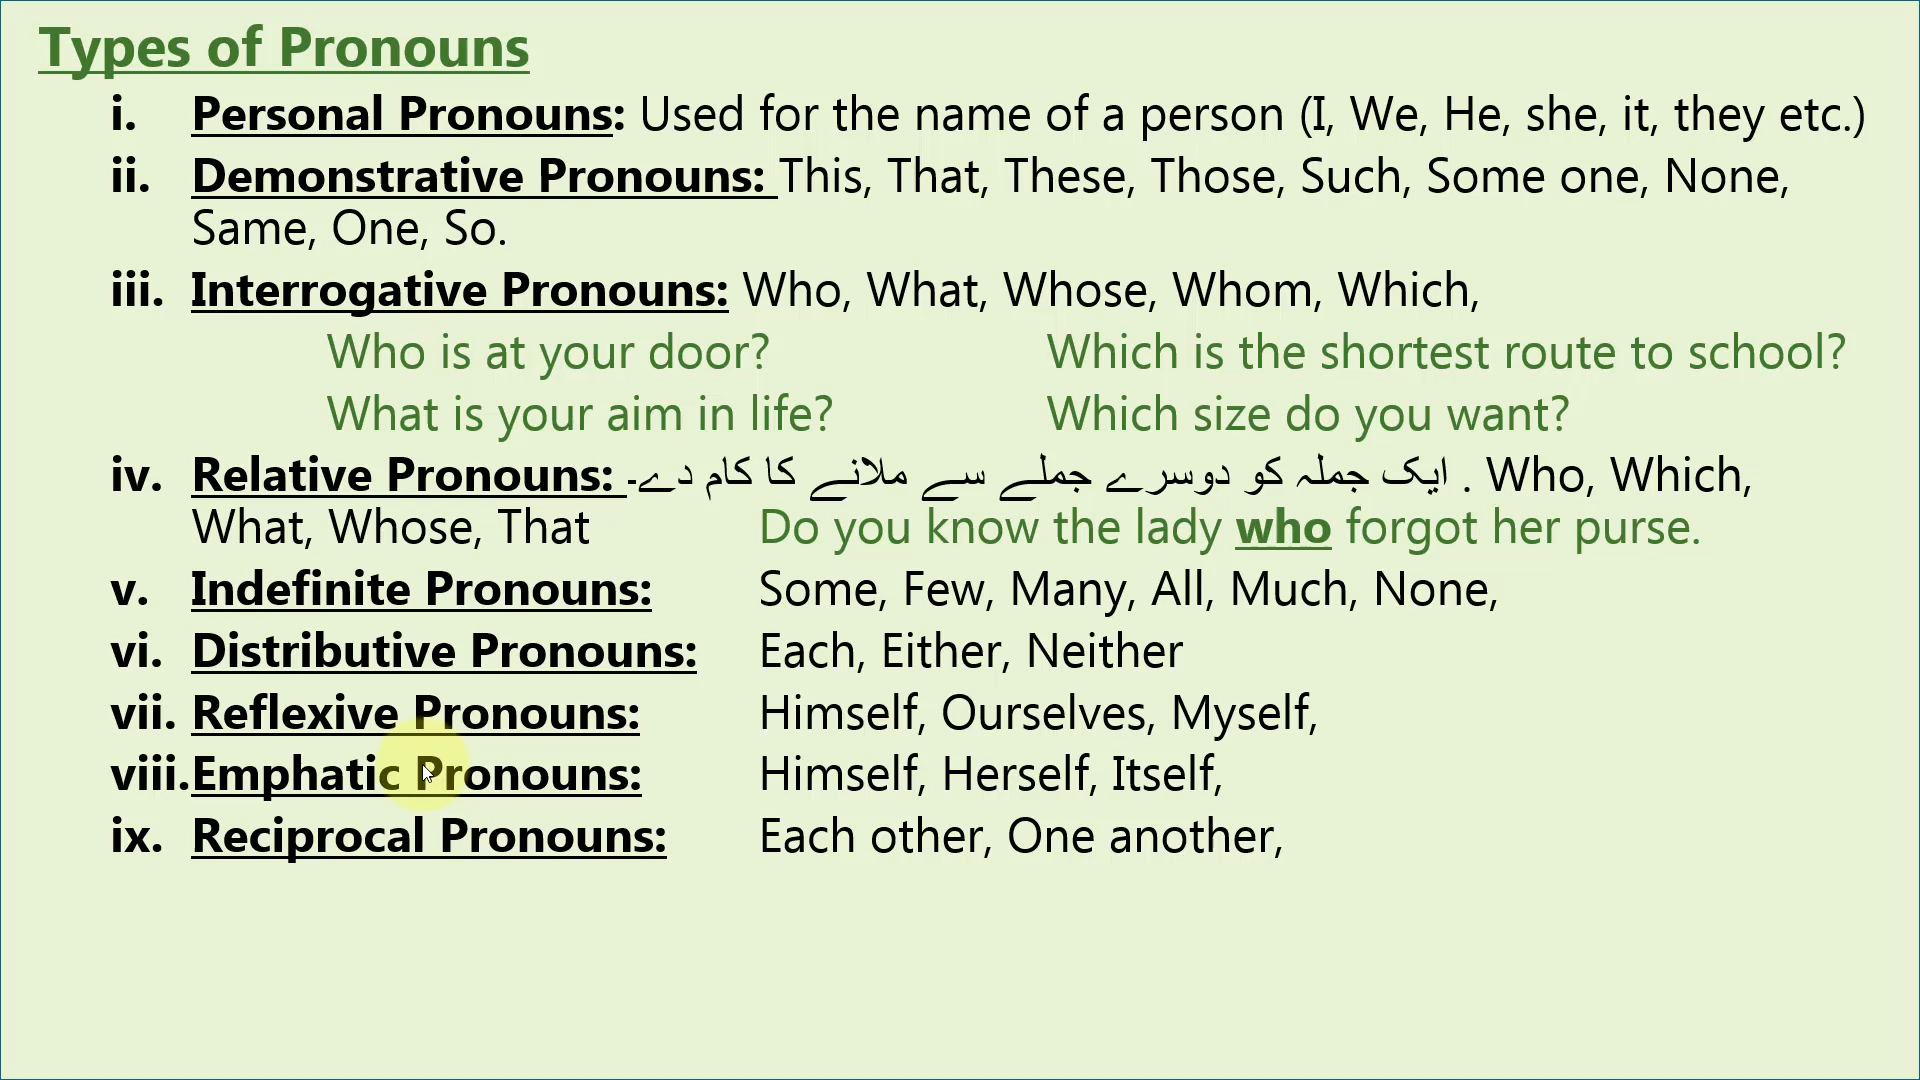 Types of Pronouns
i. Personal Pronouns: Used for the name of a person (I, We, He, she, it, they etc.)
ii. Demonstrative Pronouns: This, That, These, Those, Such, Some one, None,
Same, One, So.
iii. Interrogative Pronouns: Who, What, Whose, Whom, Which,
Who is at your door? Which is the shortest route to school?
What is your aim in life? Which size do you want?
iv. Relative Pronouns: ایک جملہ کو دوسرے جملے سے ملانے کا کام دے۔ . Who, Which,
What, Whose, That Do you know the lady who forgot her purse.
v. Indefinite Pronouns: Some, Few, Many, All, Much, None,
vi. Distributive Pronouns: Each, Either, Neither
vii. Reflexive Pronouns: Himself, Ourselves, Myself,
viii. Emphatic Pronouns: Himself, Herself, Itself,
ix. Reciprocal Pronouns: Each other, One another,